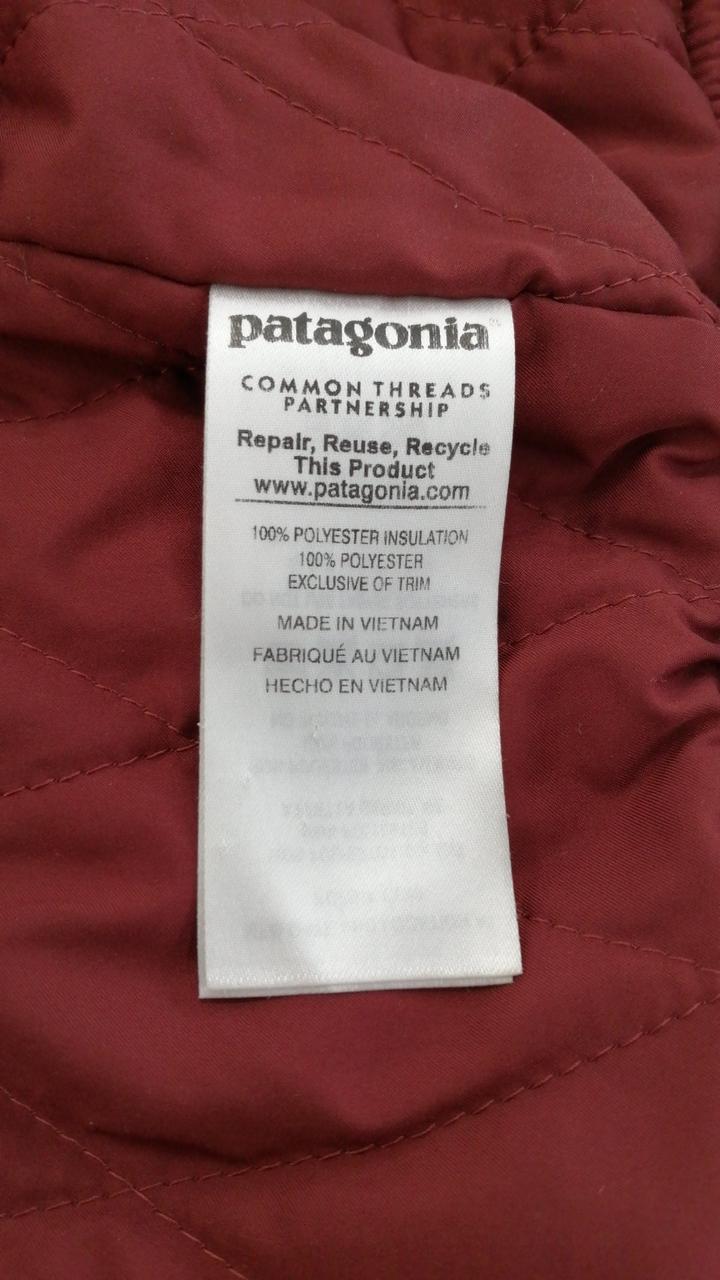 patagonia
COMMON THREADS
PARTNERSHIP
Repair, Reuse, Recycle
This Product
www.patagonia.com
100% POLYESTER INSULATION
100% POLYESTER
EXCLUSIVE OF TRIM
MADE IN VIETNAM
FABRIQUÉ AU VIETNAM
HECHO EN VIETNAM